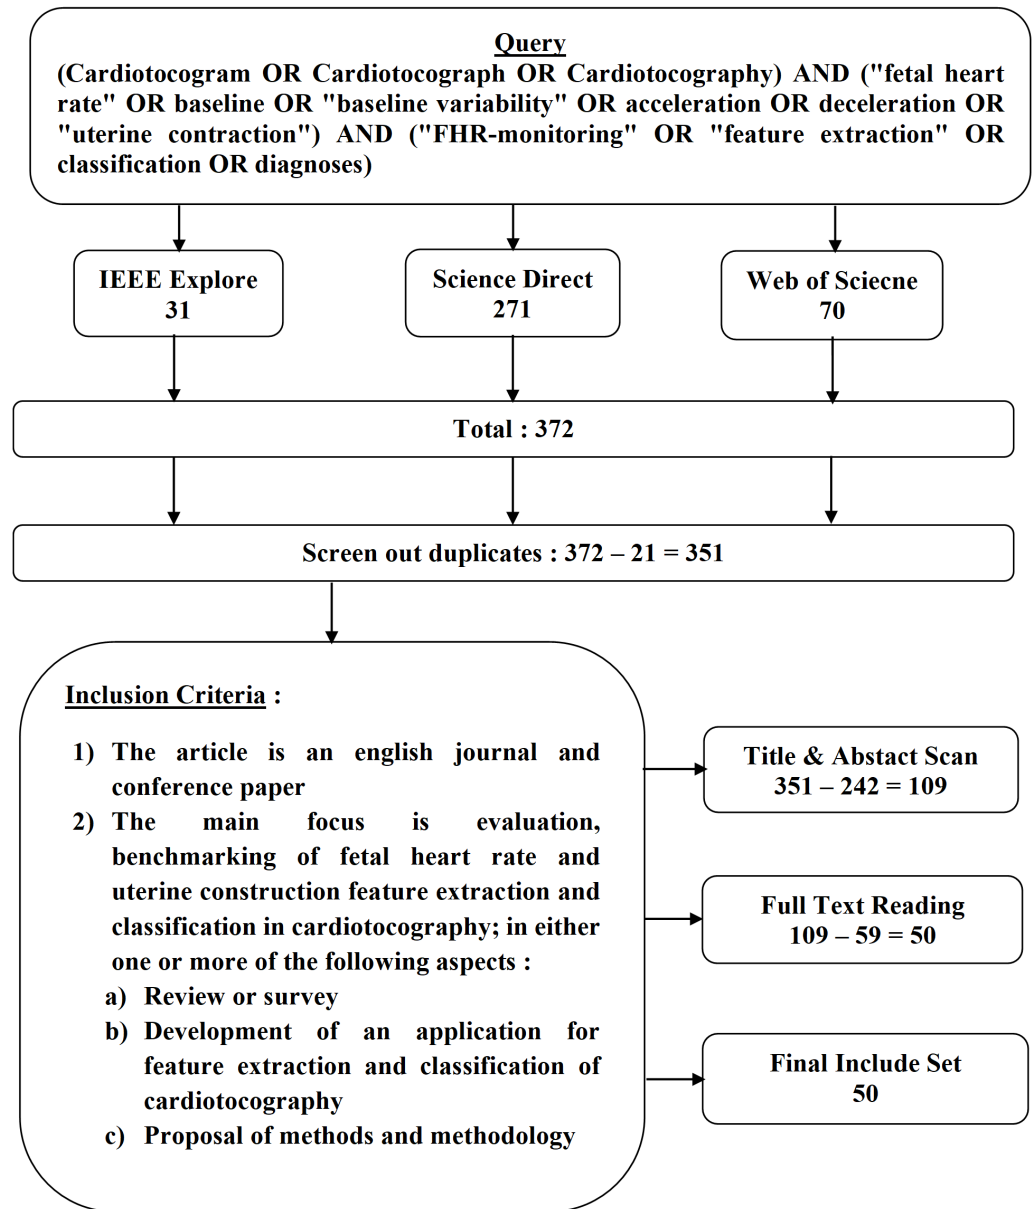 Query
(Cardiotocogram OR Cardiotocograph OR Cardiotocography) AND ("fetal heart
rate" OR baseline OR "baseline variability" OR acceleration OR deceleration OR
"uterine contraction") AND ("FHR-monitoring" OR "feature extraction" OR
classification OR diagnoses)
IEEE Explore
31
Science Direct
271
Web of Sciecne
70
Total : 372
Screen out duplicates : 372 – 21 = 351
Inclusion Criteria :
1) The article is an english journal and
conference paper
2) The main focus is evaluation,
benchmarking of fetal heart rate and
uterine construction feature extraction and
classification in cardiotocography; in either
one or more of the following aspects :
a) Review or survey
b) Development of an application for
feature extraction and classification of
cardiotocography
c) Proposal of methods and methodology
Title & Abstact Scan
351 – 242 = 109
Full Text Reading
109 – 59 = 50
Final Include Set
50